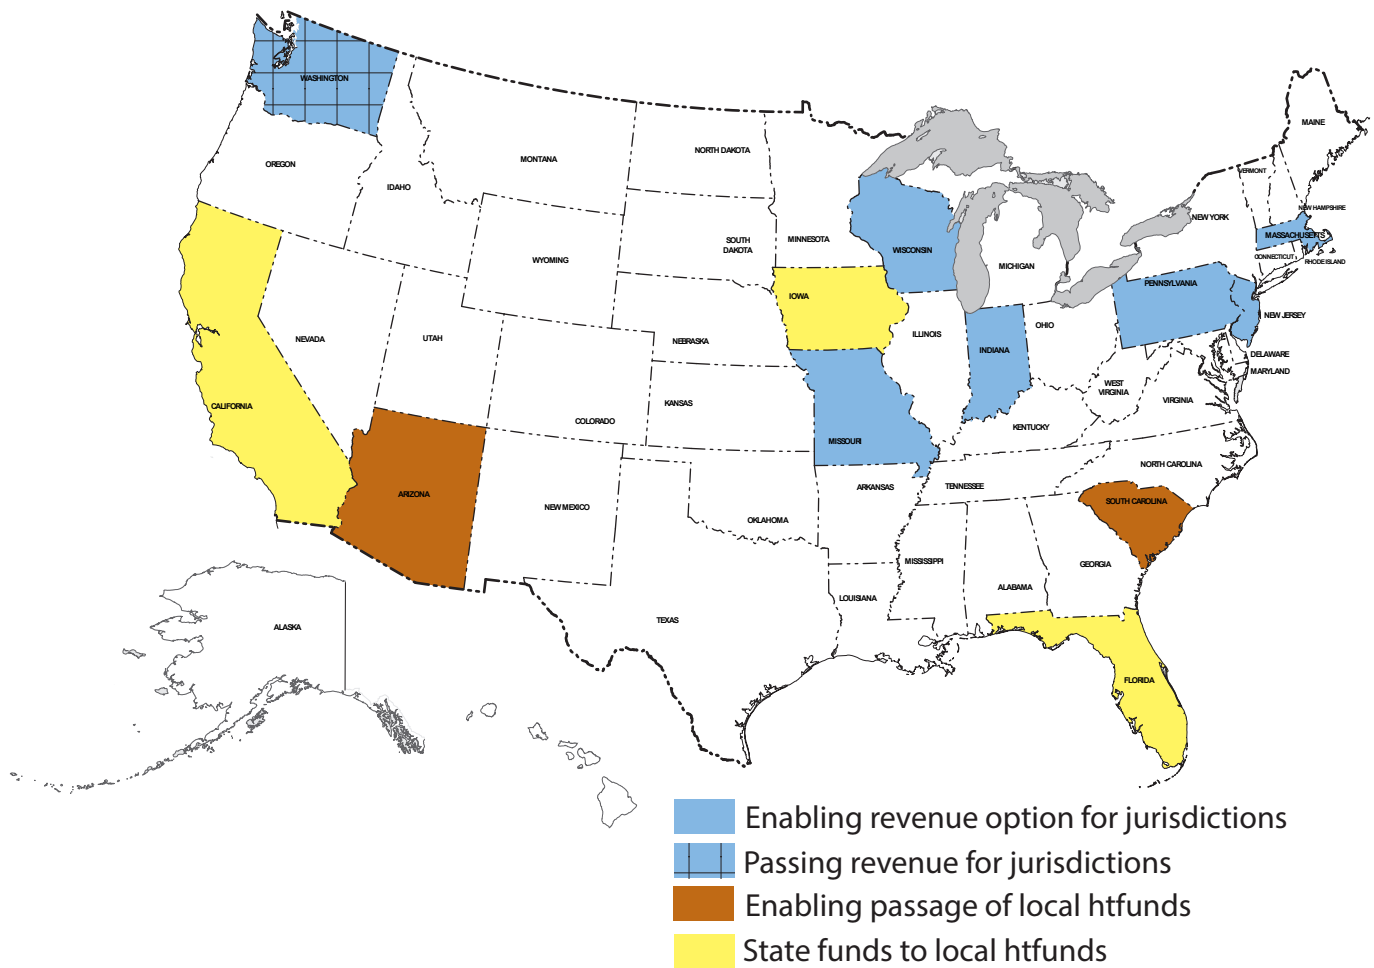 WASHINGTON
MAINE
MONTANA
NORTH DAKOTA
OREGON
VERMONT
IDAHO
NEW HAMPSHIRE
NEW YORK
MASSACHUSETTS
SOUTH
DAKOTA
MINNESOTA
WISCONSIN
CONNECTICUT
RHODE ISLAND
WYOMING
MICHIGAN
PENNSYLVANIA
IOWA
NEW JERSEY
OHIO
ILLINOIS
NEVADA
UTAH
NEBRASKA
INDIANA
DELAWARE
MARYLAND
WEST
VIRGINIA
VIRGINIA
CALIFORNIA
KANSAS
COLORADO
KENTUCKY
MISSOURI
NORTH CAROLINA
ARIZONA
ARKANSAS
TENNESSEE
SOUTH CAROLINA
NEW MEXICO
OKLAHOMA
MISSISSIPPI
GEORGIA
ALABAMA
LOUISIANA
TEXAS
ALASKA
FLORIDA
Enabling revenue option for jurisdictions
Passing revenue for jurisdictions
Enabling passage of local htfunds
State funds to local htfunds